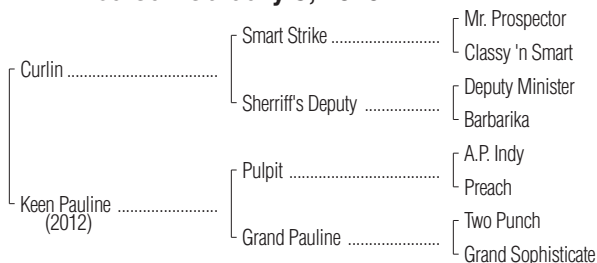 Mr. Prospector
Smart Strike ......................
Classy 'n Smart
Curlin ..............................
Deputy Minister
Sherriff's Deputy ...............
Barbarika
A.P. Indy
Pulpit ..............................
Preach
Keen Pauline ....................
(2012)
Two Punch
Grand Pauline ..................
Grand Sophisticate